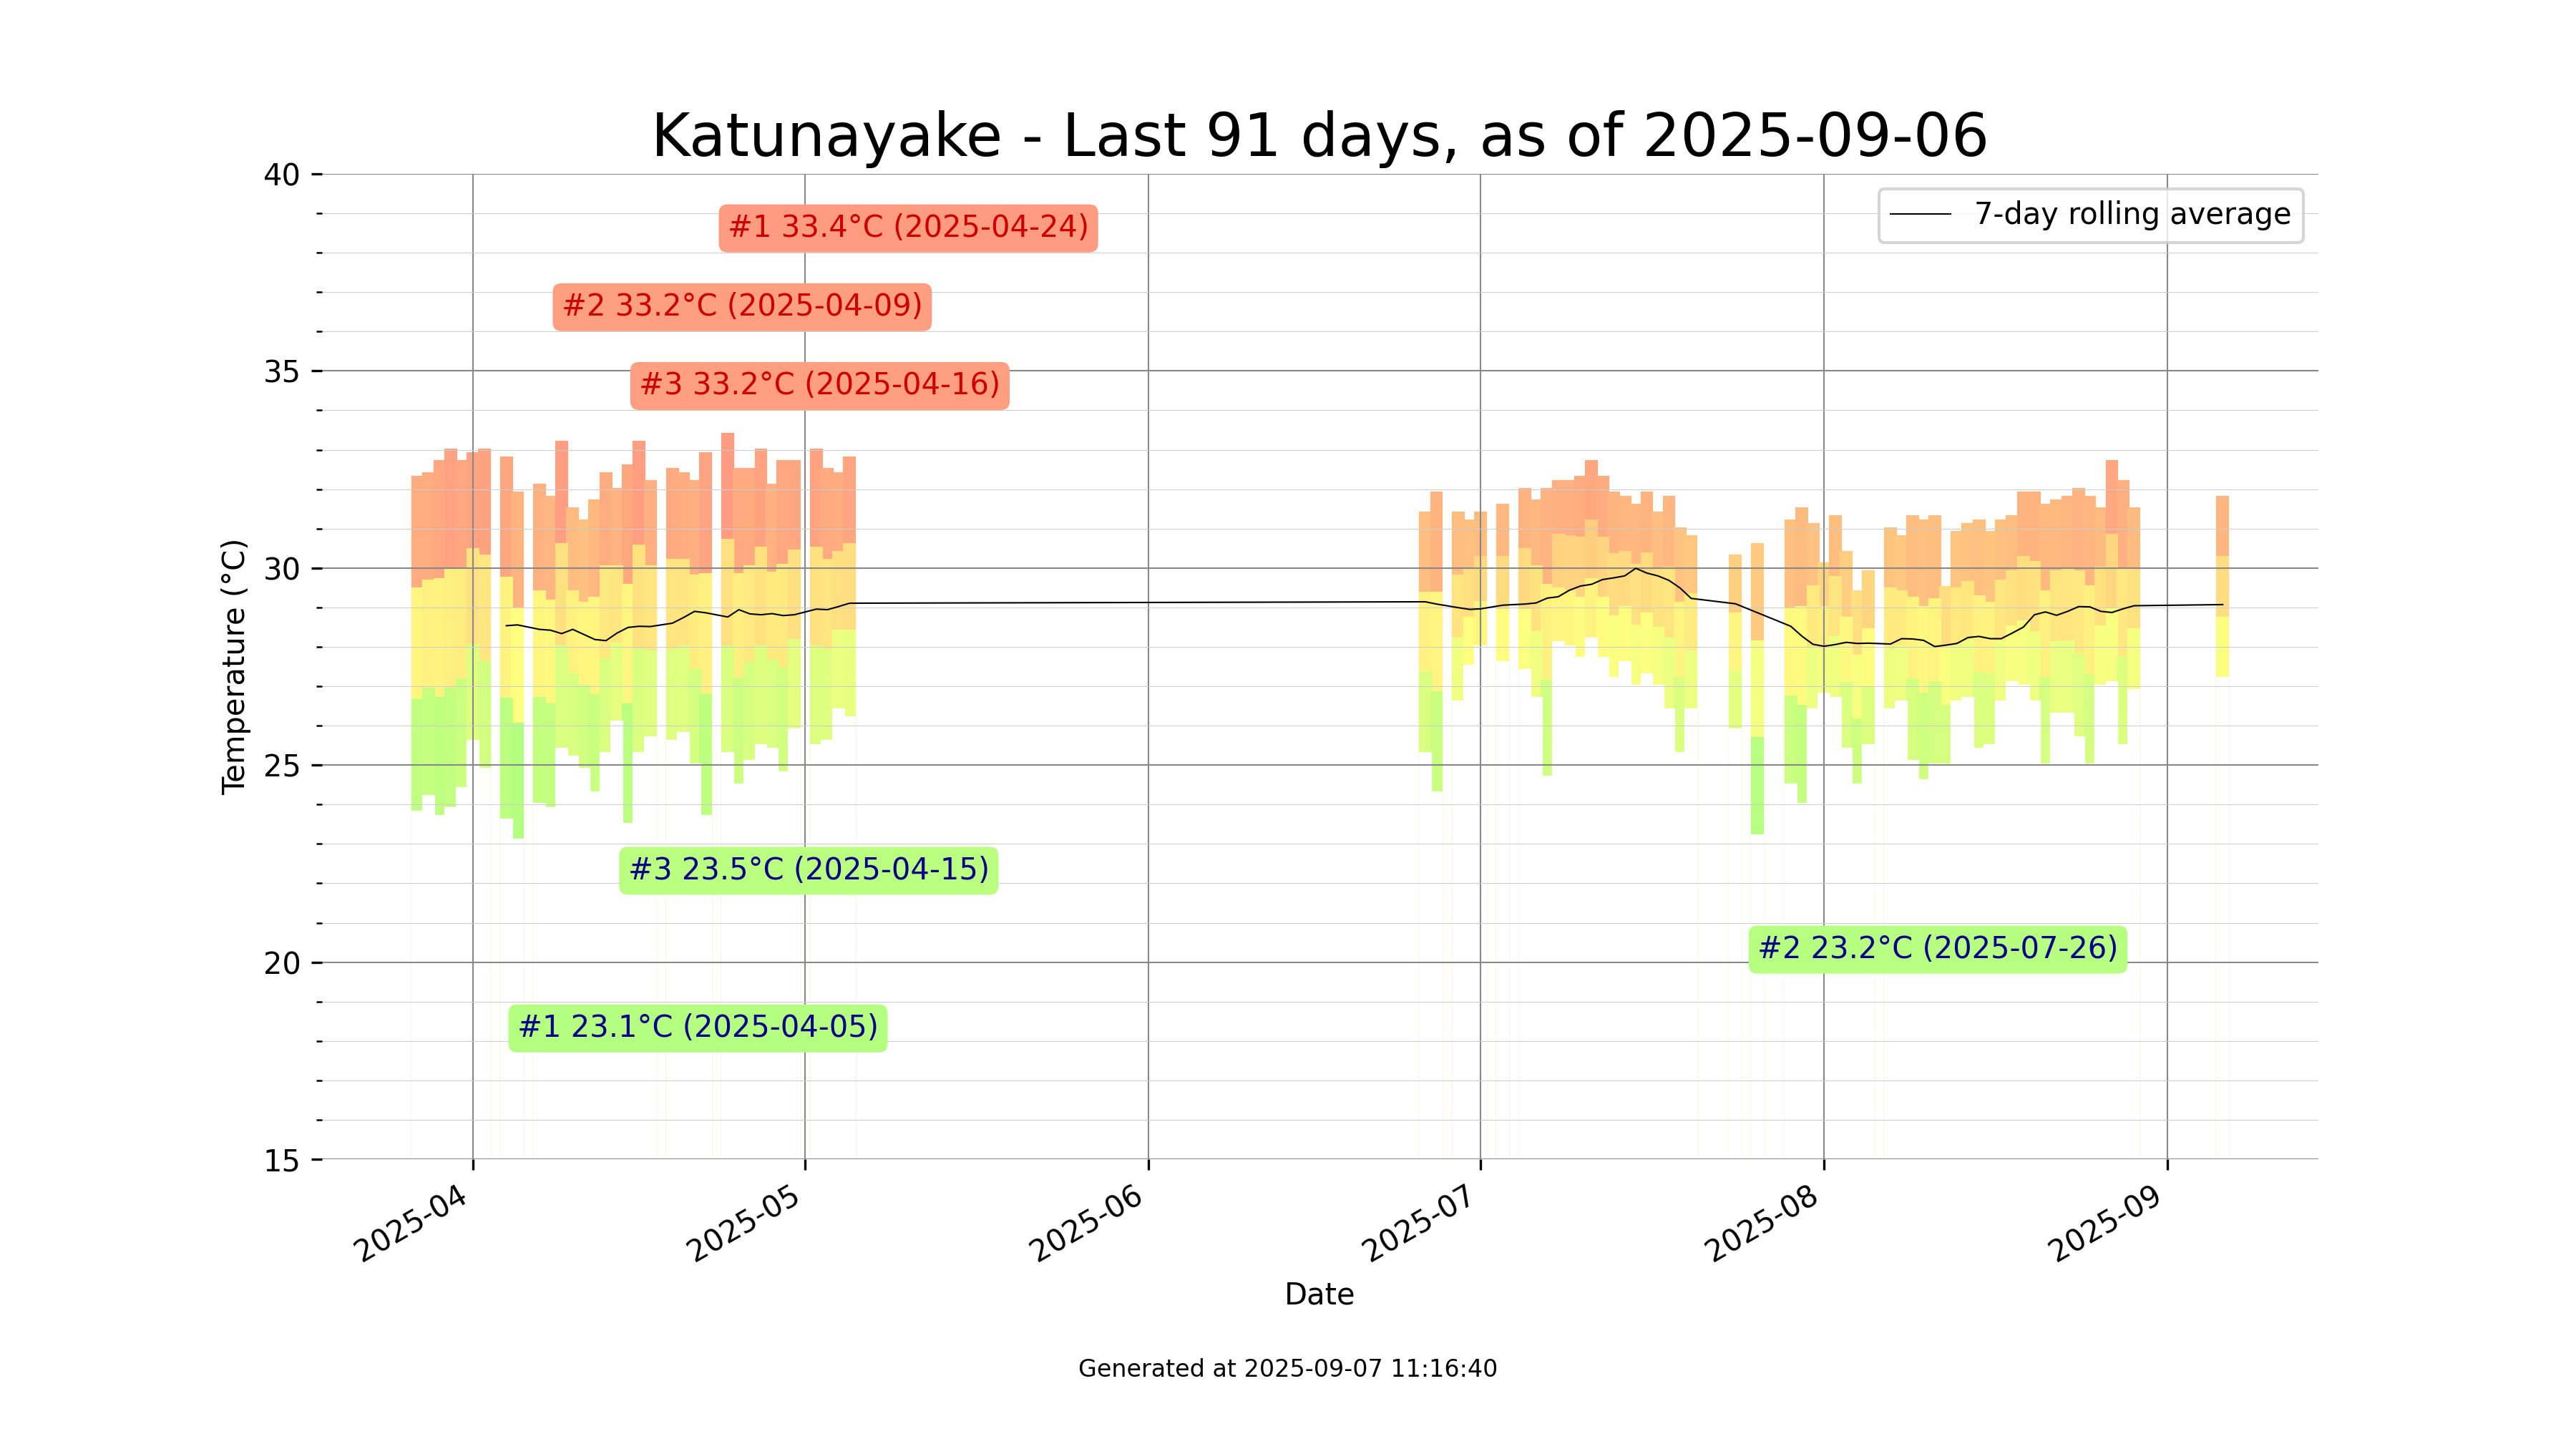 Katunayake - Last 91 days, as of 2025-09-06
40
35
30
25
20
15
Temperature (°C)
7-day rolling average
#1 33.4°C (2025-04-24)
#2 33.2°C (2025-04-09)
#3 33.2°C (2025-04-16)
#3 23.5°C (2025-04-15)
#2 23.2°C (2025-07-26)
#1 23.1°C (2025-04-05)
2025-04
2025-05
2025-06
2025-07
2025-08
2025-09
Date
Generated at 2025-09-07 11:16:40